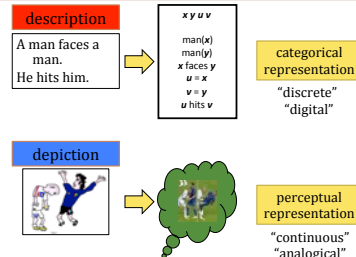 description
x y u v
A man faces a
man.
He hits him.
man(x)
man(y)
x faces y
u = x
v = y
u hits v
categorical
representation
“discrete”
“digital”
depiction
perceptual
representation
“continuous”
“analogical”